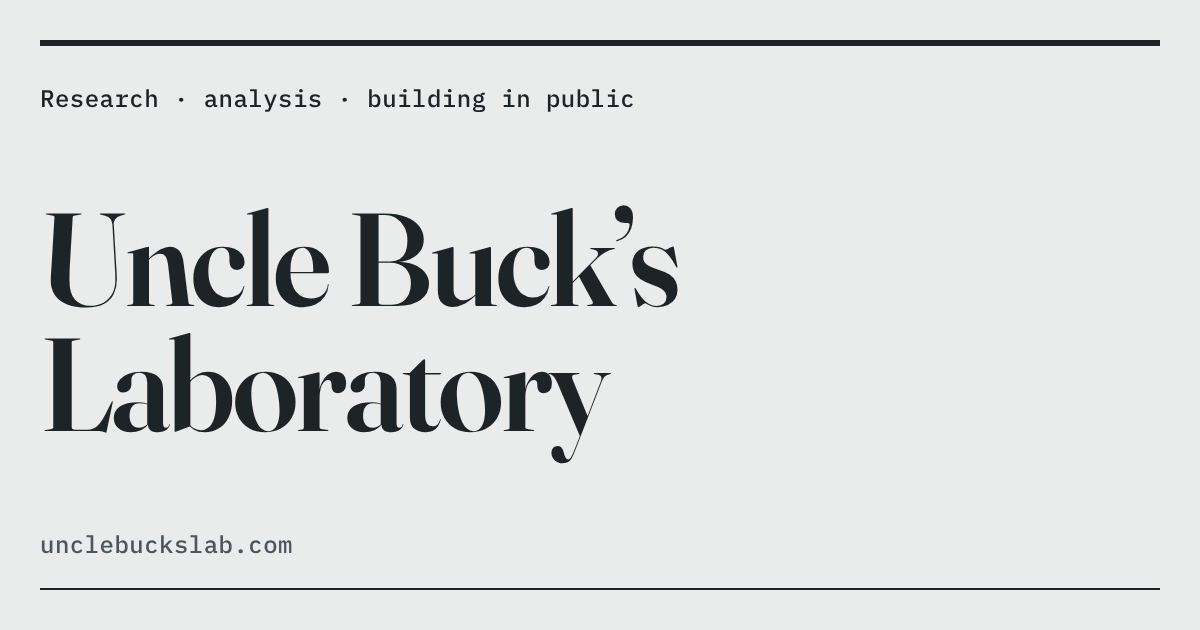 Research · analysis · building in public
Uncle Buck’s
Laboratory
unclebuckslab.com